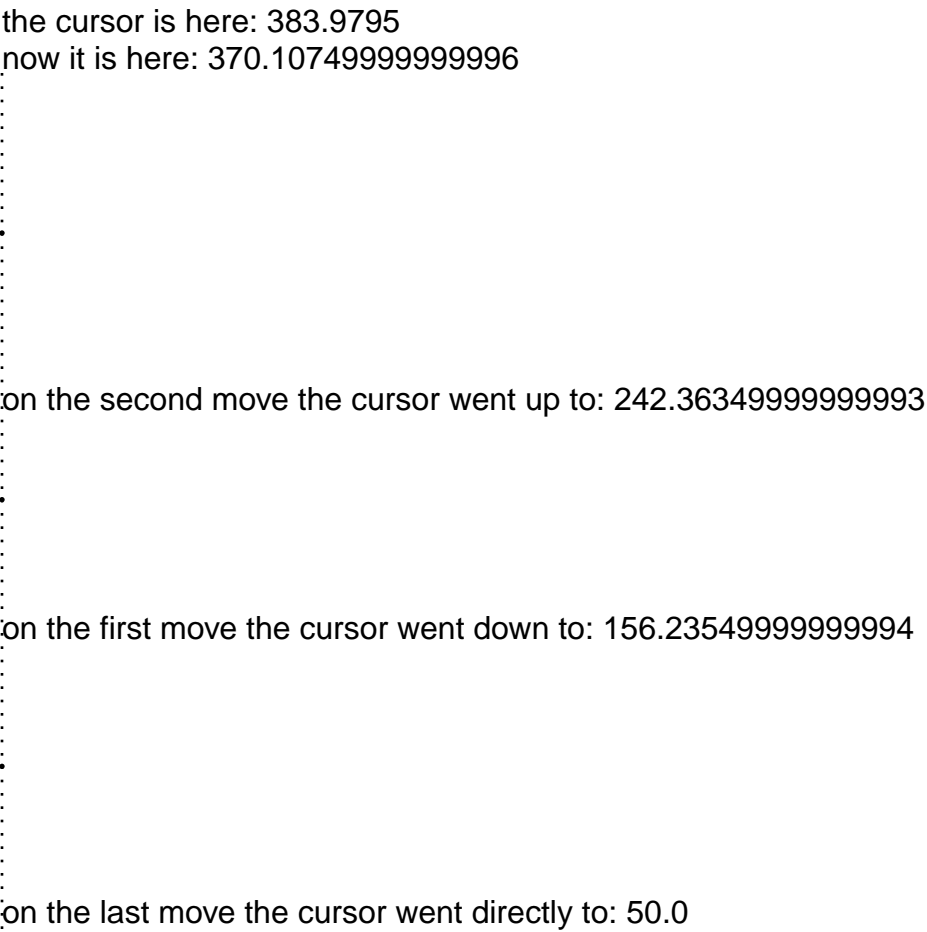 the cursor is here: 383.9795
now it is here: 370.10749999999996
on the second move the cursor went up to: 242.36349999999993
on the first move the cursor went down to: 156.23549999999994
on the last move the cursor went directly to: 50.0